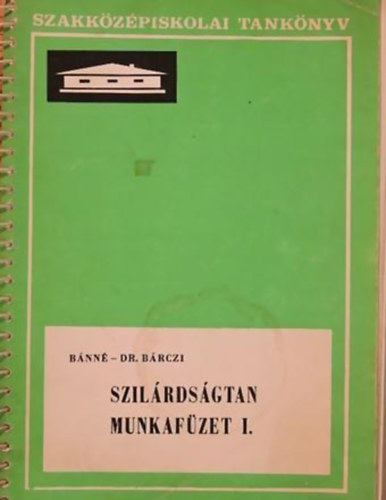 SZAKKÖZÉPISKOLAI TANKÖNYV
BÁNNÉ – DR. BÁRCZI
SZILÁRDSÁGTAN
MUNKAFÜZET I.